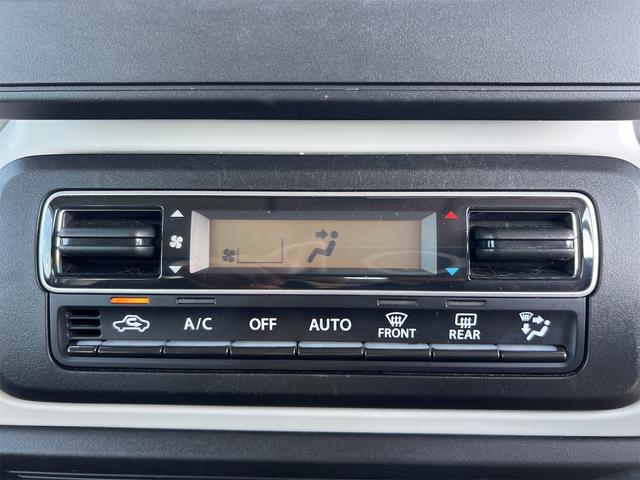 A/C OFF AUTO FRONT REAR